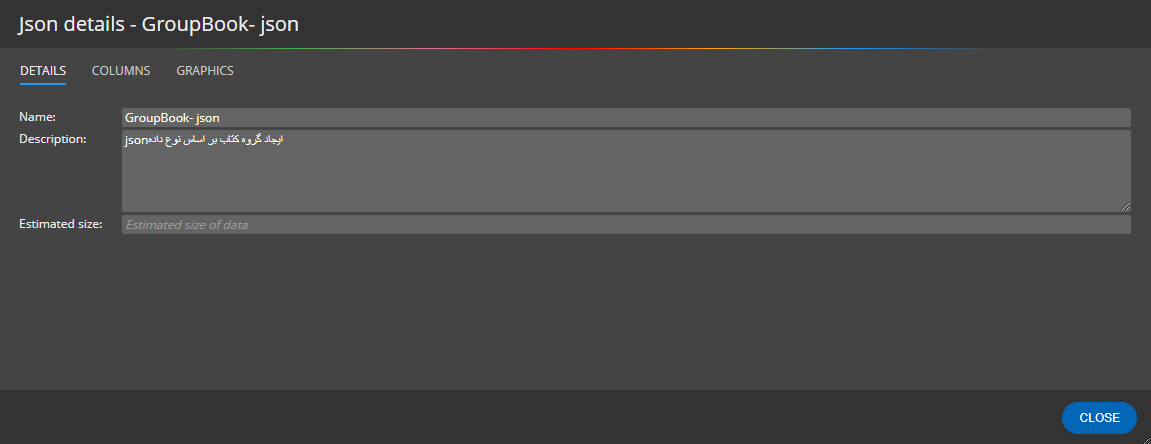 Json details - GroupBook- json
DETAILS COLUMNS GRAPHICS
Name: GroupBook- json
Description: ایجاد گروه کتاب بر اساس نوع دادهjson
Estimated size: Estimated size of data
CLOSE